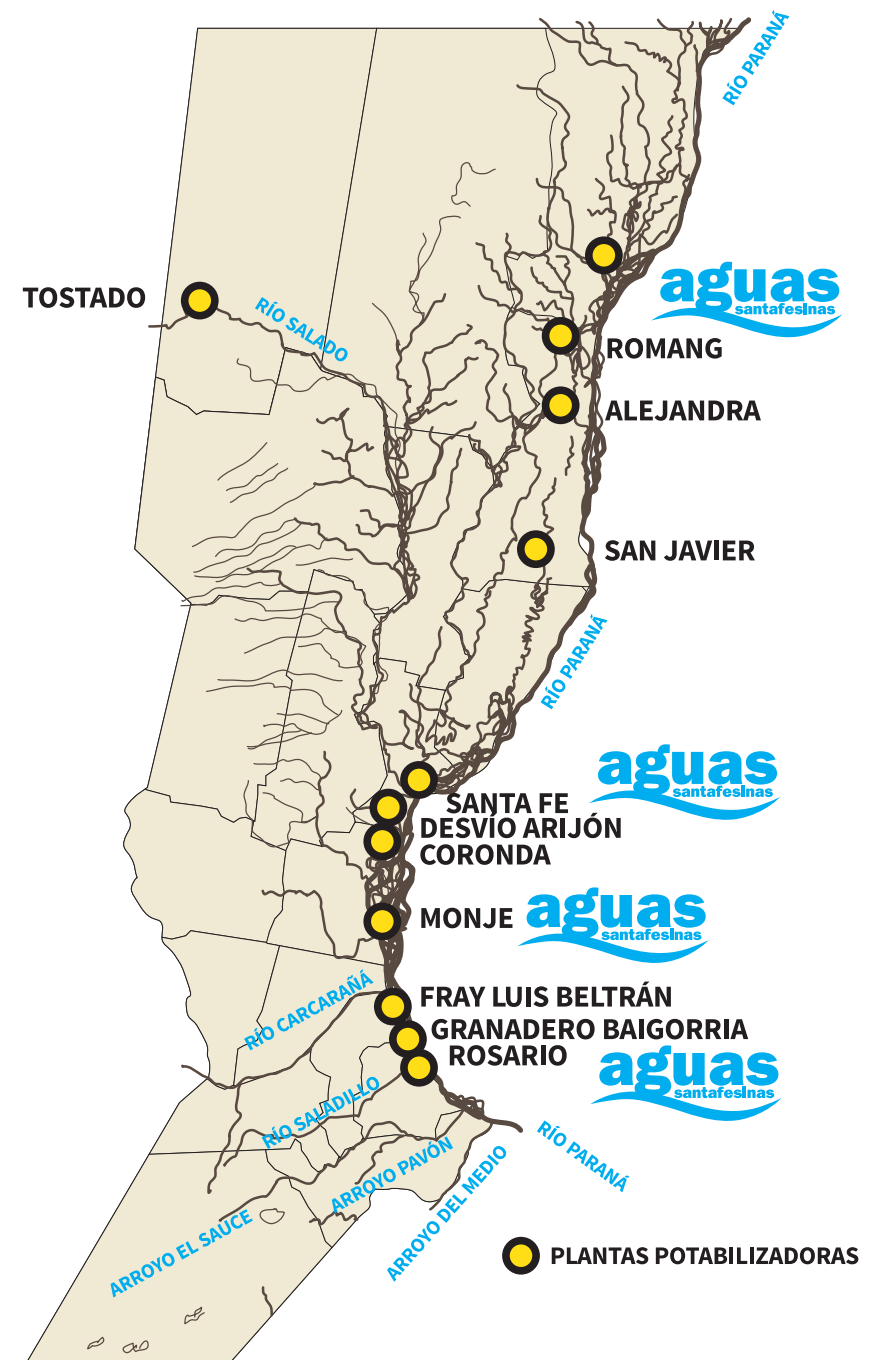 RÍO PARANÁ
aguas
santafesinas
TOSTADO
RÍO SALADO
ROMANG
ALEJANDRA
SAN JAVIER
RÍO PARANÁ
aguas
santafesinas
SANTA FE
DESVÍO ARIJÓN
CORONDA
MONJE
aguas
santafesinas
RÍO CARCARAÑÁ
FRAY LUIS BELTRÁN
GRANADERO BAIGORRIA
ROSARIO
aguas
santafesinas
RÍO SALADILLO
RÍO PARANÁ
ARROYO PAVÓN
ARROYO DEL MEDIO
ARROYO EL SAUCE
PLANTAS POTABILIZADORAS